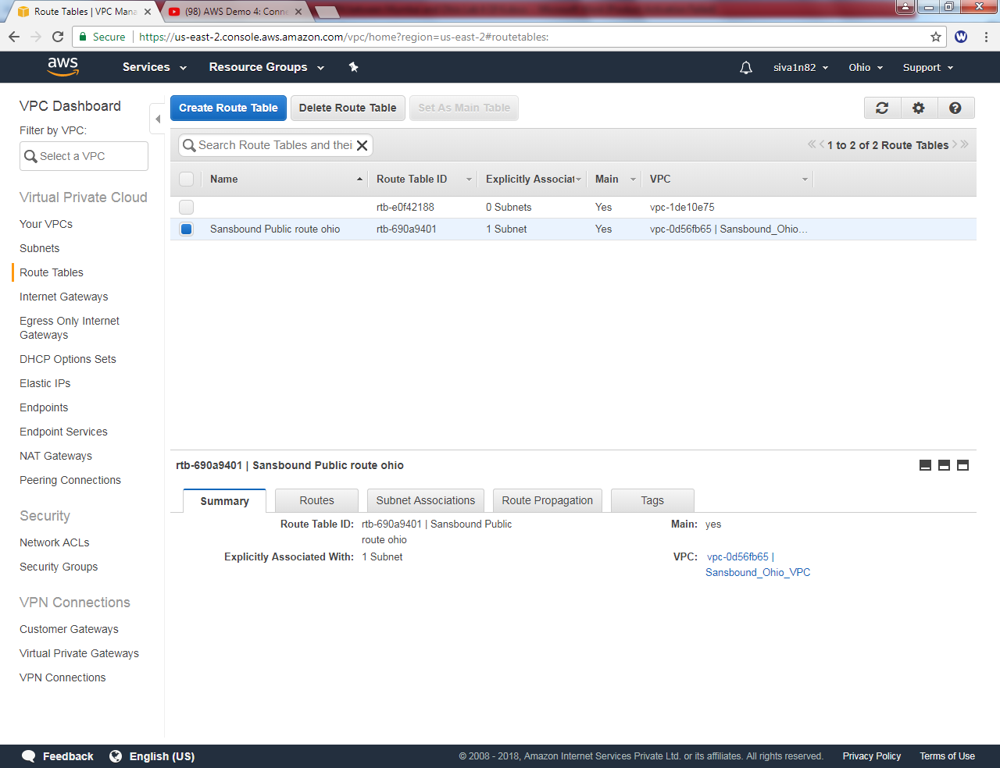 Route Tables | VPC Mana
(98) AWS Demo 4: Conne
Secure
https://us-east-2.console.aws.amazon.com/vpc/home?region=us-east-2#routetables:
aws
Services
Resource Groups
siva1n82
Ohio
Support
VPC Dashboard
Filter by VPC:
Select a VPC
Virtual Private Cloud
Your VPCs
Subnets
Route Tables
Internet Gateways
Egress Only Internet
Gateways
DHCP Options Sets
Elastic IPs
Endpoints
Endpoint Services
NAT Gateways
Peering Connections
Security
Network ACLs
Security Groups
VPN Connections
Customer Gateways
Virtual Private Gateways
VPN Connections
Create Route Table
Delete Route Table
Set As Main Table
Search Route Tables and thei
1 to 2 of 2 Route Tables
Name Route Table ID Explicitly Associat Main VPC
rtb-e0f42188 0 Subnets Yes vpc-1de10e75
Sansbound Public route ohio rtb-690a9401 1 Subnet Yes vpc-0d56fb65 | Sansbound_Ohio...
rtb-690a9401 | Sansbound Public route ohio
Summary Routes Subnet Associations Route Propagation Tags
Route Table ID: rtb-690a9401 | Sansbound Public
route ohio
Main: yes
Explicitly Associated With: 1 Subnet
VPC: vpc-0d56fb65 |
Sansbound_Ohio_VPC
Feedback
English (US)
© 2008 - 2018, Amazon Internet Services Private Ltd. or its affiliates. All rights reserved.
Privacy Policy
Terms of Use